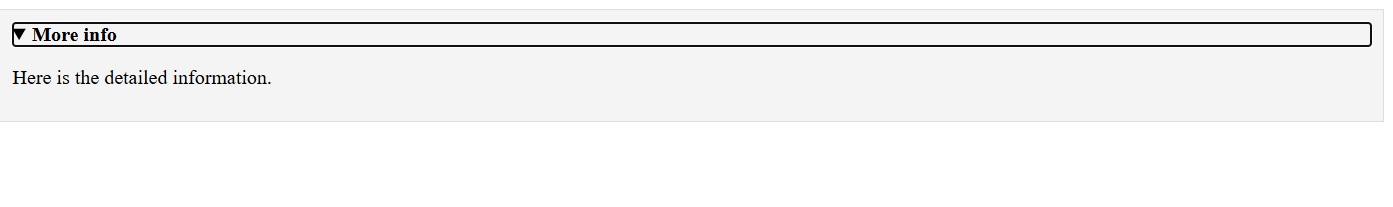 More info
Here is the detailed information.